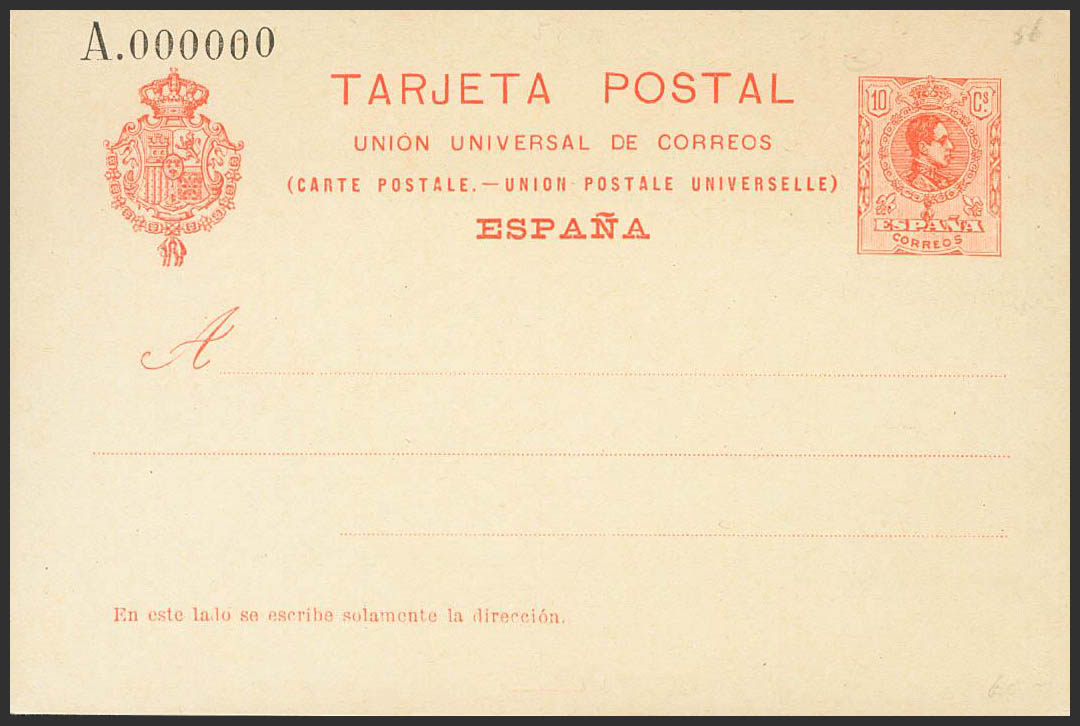 A.000000
TARJETA POSTAL
UNIÓN UNIVERSAL DE CORREOS
(CARTE POSTALE.—UNION POSTALE UNIVERSELLE)
ESPAÑA
10 Cs.
ESPAÑA
CORREOS
A
En este lado se escribe solamente la dirección.